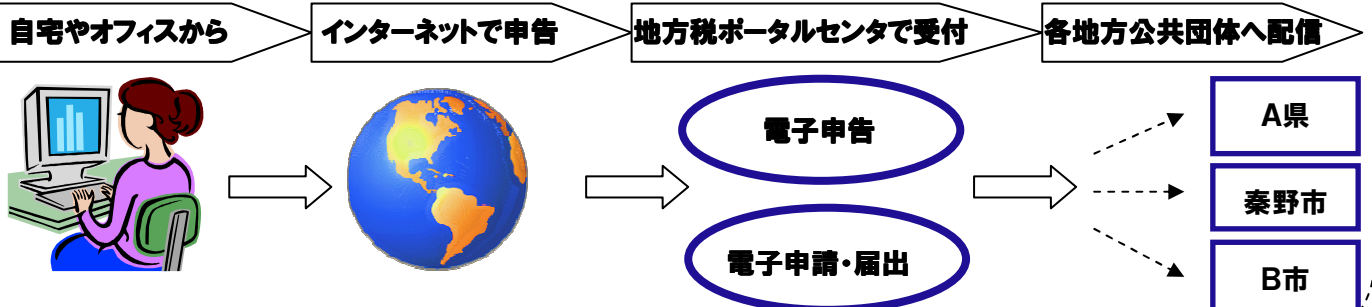 自宅やオフィスから
インターネットで申告
地方税ポータルセンタで受付
各地方公共団体へ配信
電子申告
電子申請・届出
A県
秦野市
B市